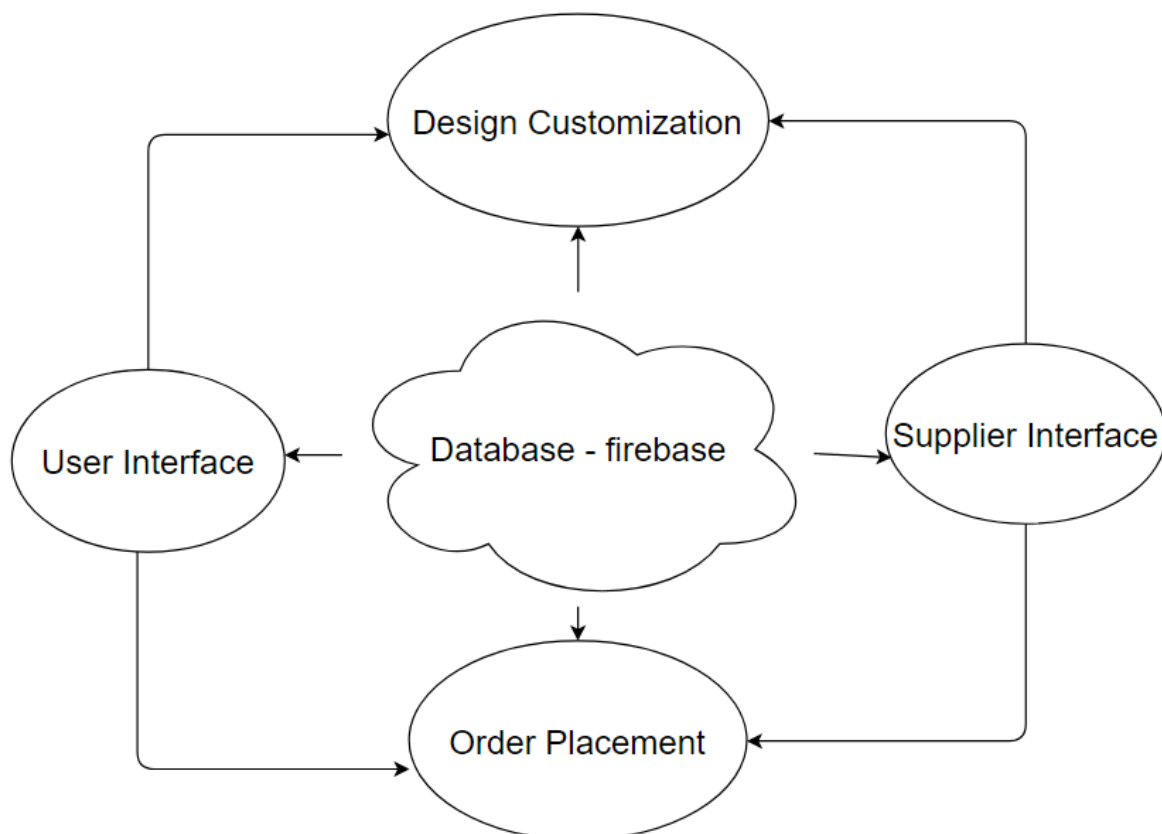 Design Customization
User Interface
Database - firebase
Supplier Interface
Order Placement